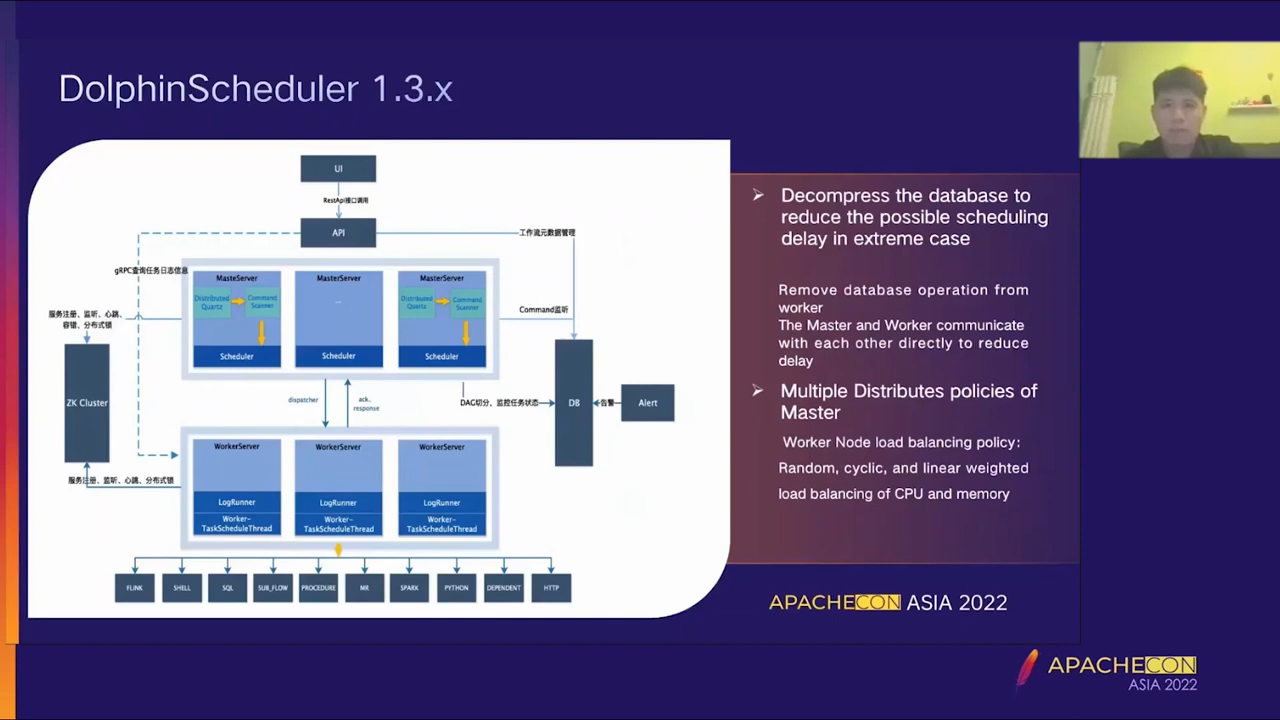 DolphinScheduler 1.3.x
UI
RestApi接口调用
API
工作流元数据管理
gRPC查询任务日志信息
MasteServer
MasterServer
MasterServer
Distributed
Quartz
Command
Scanner
...
Distributed
Quartz
Command
Scanner
服务注册、监听、心跳、
容错、分布式锁
Command监听
Scheduler
Scheduler
Scheduler
ZK Cluster
dispatcher
ack,
response
DAG切分，监控任务状态
DB
告警
Alert
WorkerServer
WorkerServer
WorkerServer
服务注册、监听、心跳、分布式锁
LogRunner
LogRunner
LogRunner
Worker-
TaskScheduleThread
Worker-
TaskScheduleThread
Worker-
TaskScheduleThread
FLINK
SHELL
SQL
SUB_FLOW
PROCEDURE
MR
SPARK
PYTHON
DEPENDENT
HTTP
Decompress the database to
reduce the possible scheduling
delay in extreme case
Remove database operation from
worker
The Master and Worker communicate
with each other directly to reduce
delay
Multiple Distributes policies of
Master
Worker Node load balancing policy:
Random, cyclic, and linear weighted
load balancing of CPU and memory
APACHECON ASIA 2022
APACHECON
ASIA 2022